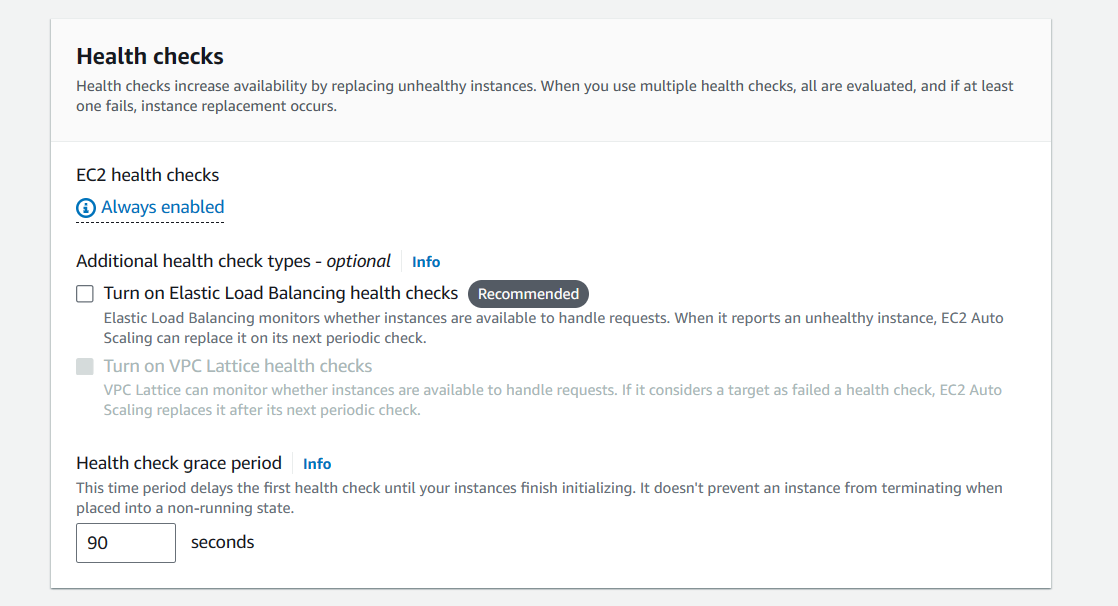 Health checks
Health checks increase availability by replacing unhealthy instances. When you use multiple health checks, all are evaluated, and if at least
one fails, instance replacement occurs.
EC2 health checks
Always enabled
Additional health check types - optional Info
Turn on Elastic Load Balancing health checks Recommended
Elastic Load Balancing monitors whether instances are available to handle requests. When it reports an unhealthy instance, EC2 Auto
Scaling can replace it on its next periodic check.
Turn on VPC Lattice health checks
VPC Lattice can monitor whether instances are available to handle requests. If it considers a target as failed a health check, EC2 Auto
Scaling replaces it after its next periodic check.
Health check grace period Info
This time period delays the first health check until your instances finish initializing. It doesn't prevent an instance from terminating when
placed into a non-running state.
90 seconds